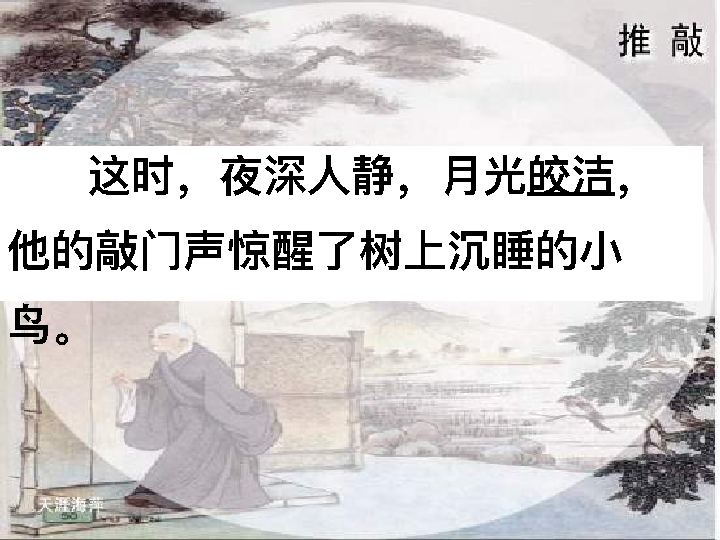 推 敲
这时，夜深人静，月光皎洁，
他的敲门声惊醒了树上沉睡的小
鸟。
天涯海萍